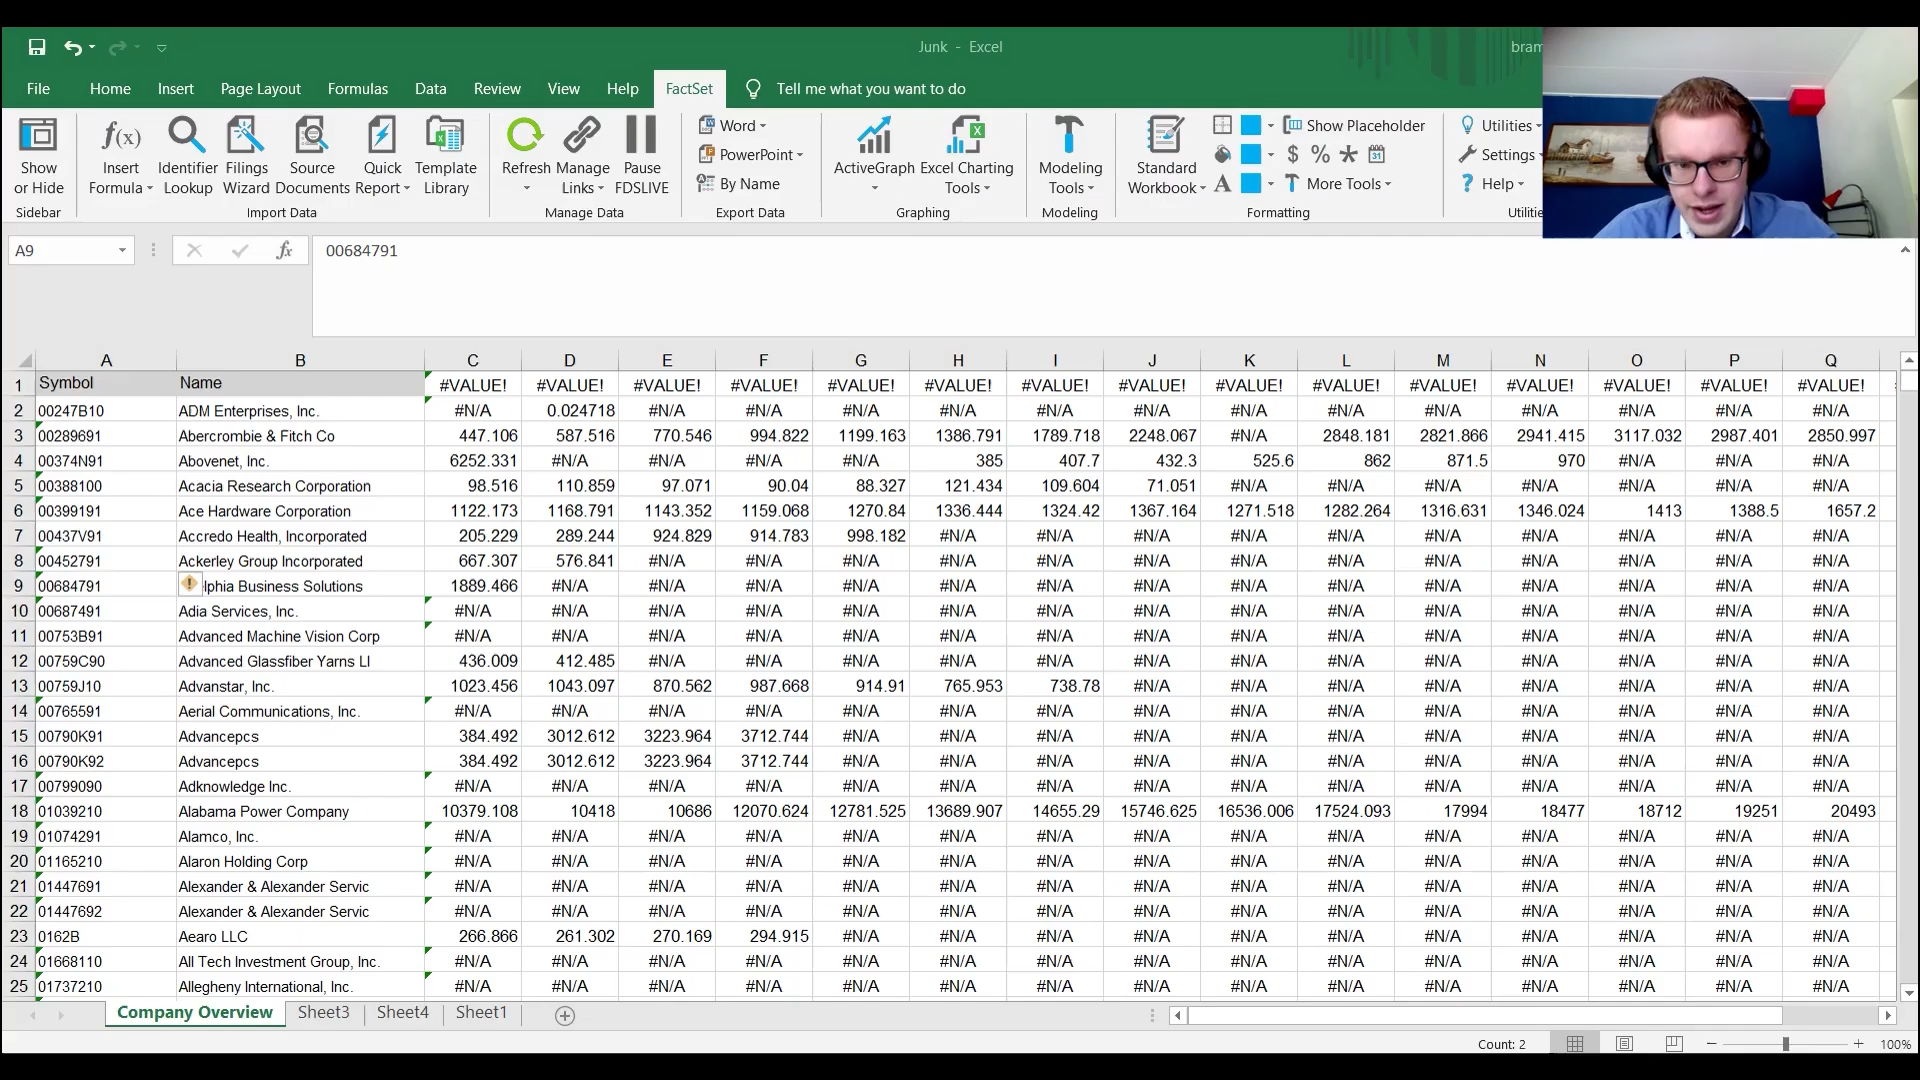 Junk - Excel
bram
File Home Insert Page Layout Formulas Data Review View Help FactSet Tell me what you want to do
Show or Hide
Sidebar
Insert Formula
Identifier Lookup
Filings Wizard
Source Documents
Quick Report
Template Library
Import Data
Refresh
Manage Links
Pause FDSLIVE
Manage Data
Word
PowerPoint
By Name
Export Data
ActiveGraph
Excel Charting Tools
Graphing
Modeling Tools
Modeling
Standard Workbook
Show Placeholder
More Tools
Formatting
Utilities
Settings
Help
Utilitie
A9 fx 00684791
A B C D E F G H I J K L M N O P Q
1 Symbol Name #VALUE! #VALUE! #VALUE! #VALUE! #VALUE! #VALUE! #VALUE! #VALUE! #VALUE! #VALUE! #VALUE! #VALUE! #VALUE! #VALUE! #VALUE!
2 00247B10 ADM Enterprises, Inc. #N/A 0.024718 #N/A #N/A #N/A #N/A #N/A #N/A #N/A #N/A #N/A #N/A #N/A #N/A #N/A
3 00289691 Abercrombie & Fitch Co 447.106 587.516 770.546 994.822 1199.163 1386.791 1789.718 2248.067 #N/A 2848.181 2821.866 2941.415 3117.032 2987.401 2850.997
4 00374N91 Abovenet, Inc. 6252.331 #N/A #N/A #N/A #N/A 385 407.7 432.3 525.6 862 871.5 970 #N/A #N/A #N/A
5 00388100 Acacia Research Corporation 98.516 110.859 97.071 90.04 88.327 121.434 109.604 71.051 #N/A #N/A #N/A #N/A #N/A #N/A #N/A
6 00399191 Ace Hardware Corporation 1122.173 1168.791 1143.352 1159.068 1270.84 1336.444 1324.42 1367.164 1271.518 1282.264 1316.631 1346.024 1413 1388.5 1657.2
7 00437V91 Accredo Health, Incorporated 205.229 289.244 924.829 914.783 998.182 #N/A #N/A #N/A #N/A #N/A #N/A #N/A #N/A #N/A #N/A
8 00452791 Ackerley Group Incorporated 667.307 576.841 #N/A #N/A #N/A #N/A #N/A #N/A #N/A #N/A #N/A #N/A #N/A #N/A #N/A
9 00684791 lphia Business Solutions 1889.466 #N/A #N/A #N/A #N/A #N/A #N/A #N/A #N/A #N/A #N/A #N/A #N/A #N/A #N/A
10 00687491 Adia Services, Inc. #N/A #N/A #N/A #N/A #N/A #N/A #N/A #N/A #N/A #N/A #N/A #N/A #N/A #N/A #N/A
11 00753B91 Advanced Machine Vision Corp #N/A #N/A #N/A #N/A #N/A #N/A #N/A #N/A #N/A #N/A #N/A #N/A #N/A #N/A #N/A
12 00759C90 Advanced Glassfiber Yarns Ll 436.009 412.485 #N/A #N/A #N/A #N/A #N/A #N/A #N/A #N/A #N/A #N/A #N/A #N/A #N/A
13 00759J10 Advanstar, Inc. 1023.456 1043.097 870.562 987.668 914.91 765.953 738.78 #N/A #N/A #N/A #N/A #N/A #N/A #N/A #N/A
14 00765591 Aerial Communications, Inc. #N/A #N/A #N/A #N/A #N/A #N/A #N/A #N/A #N/A #N/A #N/A #N/A #N/A #N/A #N/A
15 00790K91 Advancepcs 384.492 3012.612 3223.964 3712.744 #N/A #N/A #N/A #N/A #N/A #N/A #N/A #N/A #N/A #N/A #N/A
16 00790K92 Advancepcs 384.492 3012.612 3223.964 3712.744 #N/A #N/A #N/A #N/A #N/A #N/A #N/A #N/A #N/A #N/A #N/A
17 00799090 Adknowledge Inc. #N/A #N/A #N/A #N/A #N/A #N/A #N/A #N/A #N/A #N/A #N/A #N/A #N/A #N/A #N/A
18 01039210 Alabama Power Company 10379.108 10418 10686 12070.624 12781.525 13689.907 14655.29 15746.625 16536.006 17524.093 17994 18477 18712 19251 20493
19 01074291 Alamco, Inc. #N/A #N/A #N/A #N/A #N/A #N/A #N/A #N/A #N/A #N/A #N/A #N/A #N/A #N/A #N/A
20 01165210 Alaron Holding Corp #N/A #N/A #N/A #N/A #N/A #N/A #N/A #N/A #N/A #N/A #N/A #N/A #N/A #N/A #N/A
21 01447691 Alexander & Alexander Servic #N/A #N/A #N/A #N/A #N/A #N/A #N/A #N/A #N/A #N/A #N/A #N/A #N/A #N/A #N/A
22 01447692 Alexander & Alexander Servic #N/A #N/A #N/A #N/A #N/A #N/A #N/A #N/A #N/A #N/A #N/A #N/A #N/A #N/A #N/A
23 0162B Aearo LLC 266.866 261.302 270.169 294.915 #N/A #N/A #N/A #N/A #N/A #N/A #N/A #N/A #N/A #N/A #N/A
24 01668110 All Tech Investment Group, Inc. #N/A #N/A #N/A #N/A #N/A #N/A #N/A #N/A #N/A #N/A #N/A #N/A #N/A #N/A #N/A
25 01737210 Allegheny International, Inc. #N/A #N/A #N/A #N/A #N/A #N/A #N/A #N/A #N/A #N/A #N/A #N/A #N/A #N/A #N/A
Company Overview Sheet3 Sheet4 Sheet1
Count: 2 100%